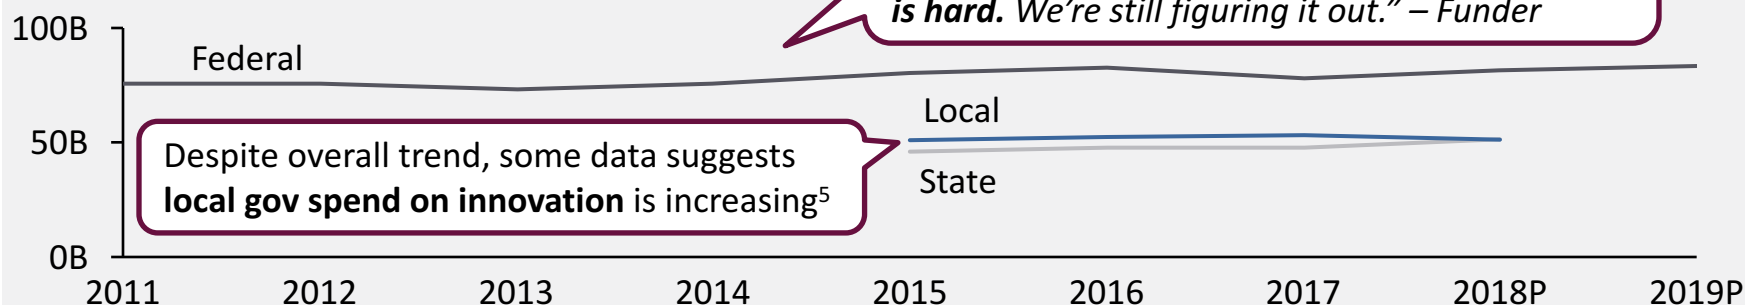 is hard. We're still figuring it out.” – Funder
100B
Federal
Local
50B
Despite overall trend, some data suggests
local gov spend on innovation is increasing5
State
0B
2011 2012 2013 2014 2015 2016 2017 2018P 2019P